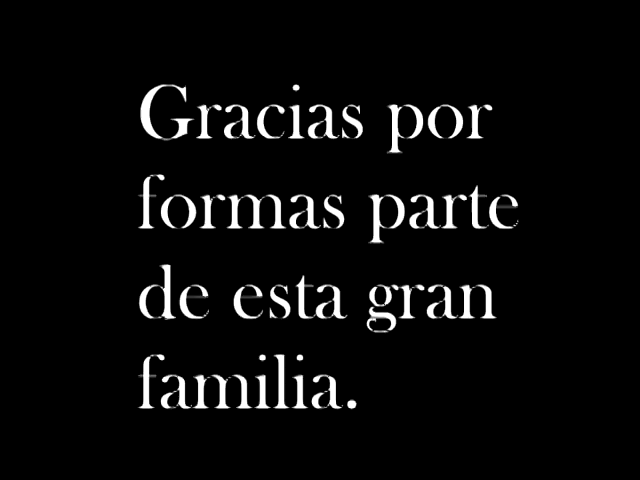 Gracias por
formas parte
de esta gran
familia.